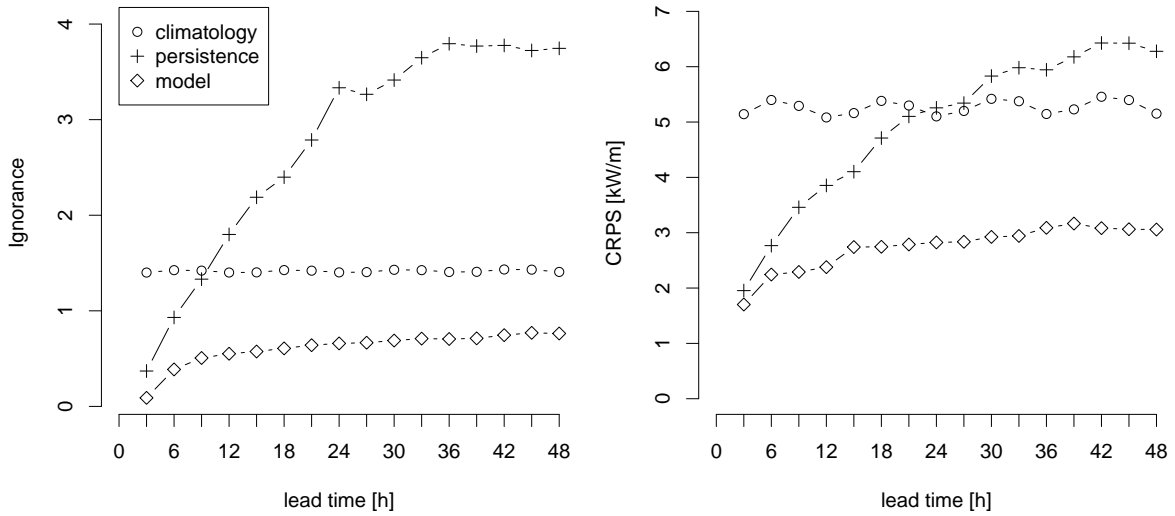 climatology
persistence
model
Ignorance
0
1
2
3
4
0 6 12 18 24 30 36 42 48
lead time [h]
CRPS [kW/m]
0
1
2
3
4
5
6
7
0 6 12 18 24 30 36 42 48
lead time [h]